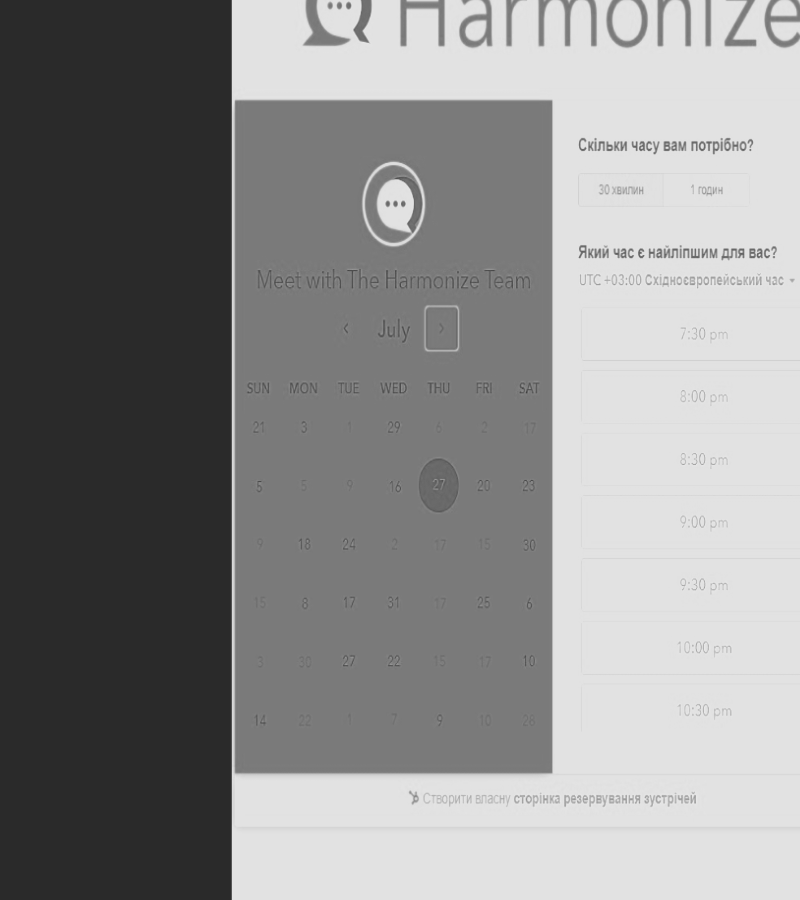 Harmonize
Meet with The Harmonize Team
July
SUN MON TUE WED THU FRI SAT
21 3 1 29 6 2 17
5 5 9 16 27 20 23
9 18 24 2 17 15 30
15 8 17 31 17 25 6
3 30 27 22 15 17 10
14 22 1 7 9 10 26
Скільки часу вам потрібно?
30 хвилин 1 годин
Який час є найліпшим для вас?
UTC +03:00 Східноєвропейський час
7:30 pm
8:00 pm
8:30 pm
9:00 pm
9:30 pm
10:00 pm
10:30 pm
Створити власну сторінка резервування зустрічей